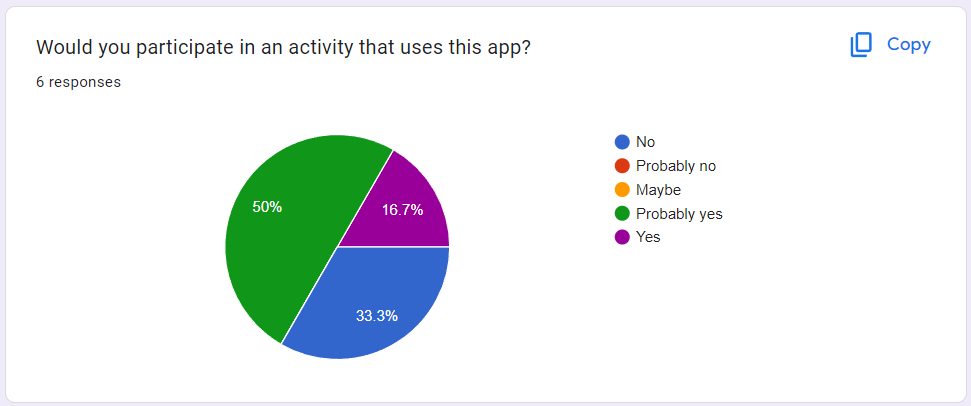 Would you participate in an activity that uses this app?
Copy
6 responses
50%
16.7%
33.3%
No
Probably no
Maybe
Probably yes
Yes